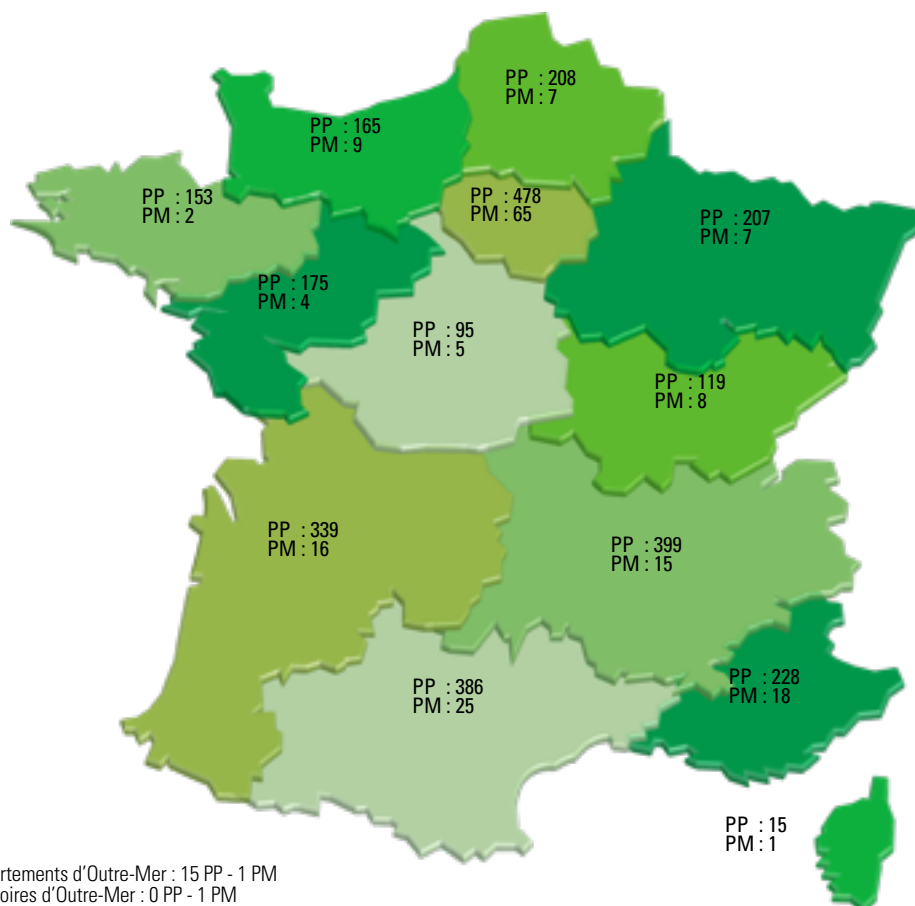 PP : 208
PM : 7
PP : 165
PM : 9
PP : 153
PM : 2
PP : 478
PM : 65
PP : 207
PM : 7
PP : 175
PM : 4
PP : 95
PM : 5
PP : 119
PM : 8
PP : 339
PM : 16
PP : 399
PM : 15
PP : 386
PM : 25
PP : 228
PM : 18
PP : 15
PM : 1
rtements d'Outre-Mer : 15 PP - 1 PM
oires d'Outre-Mer : 0 PP - 1 PM